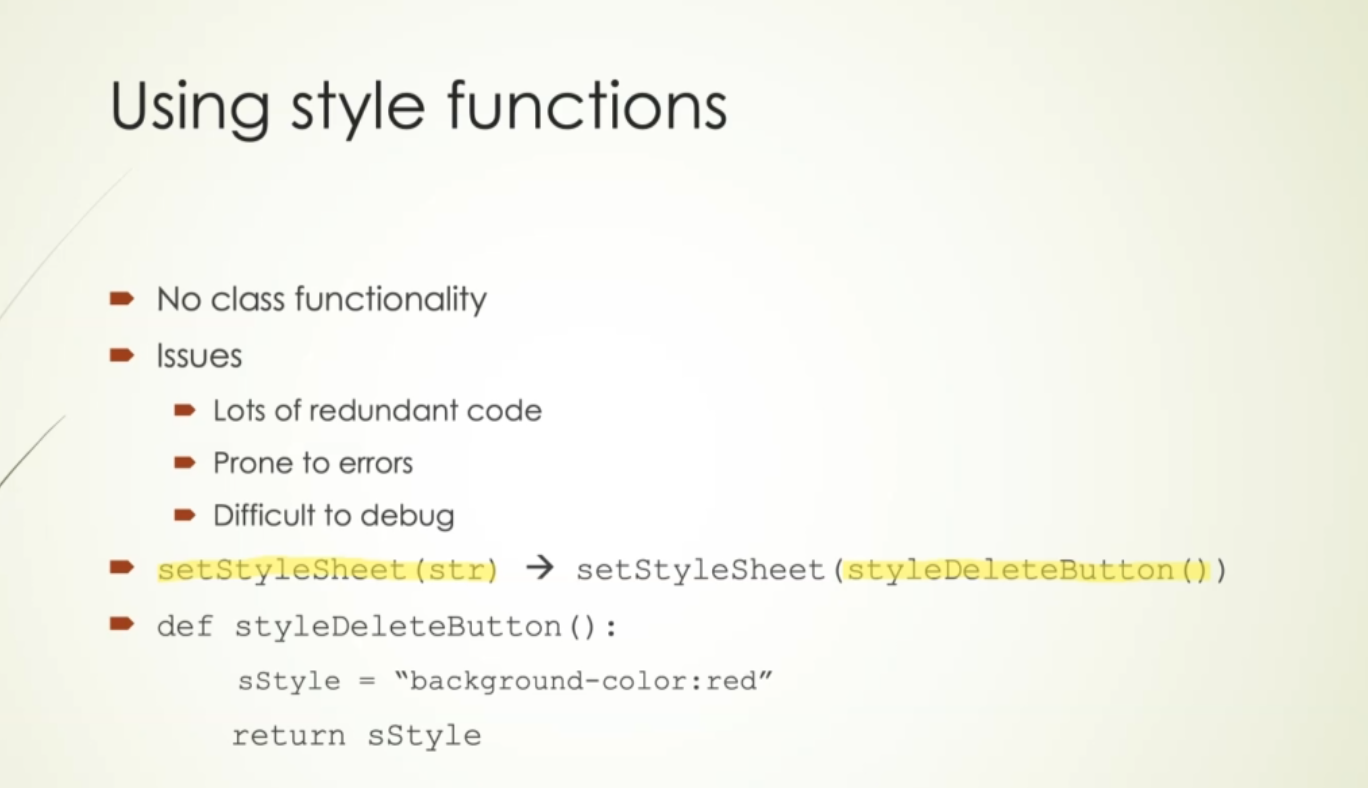 Using style functions
No class functionality
Issues
Lots of redundant code
Prone to errors
Difficult to debug
setStyleSheet(str) → setStyleSheet(styleDeleteButton())
def styleDeleteButton():
sStyle = “background-color:red”
return sStyle